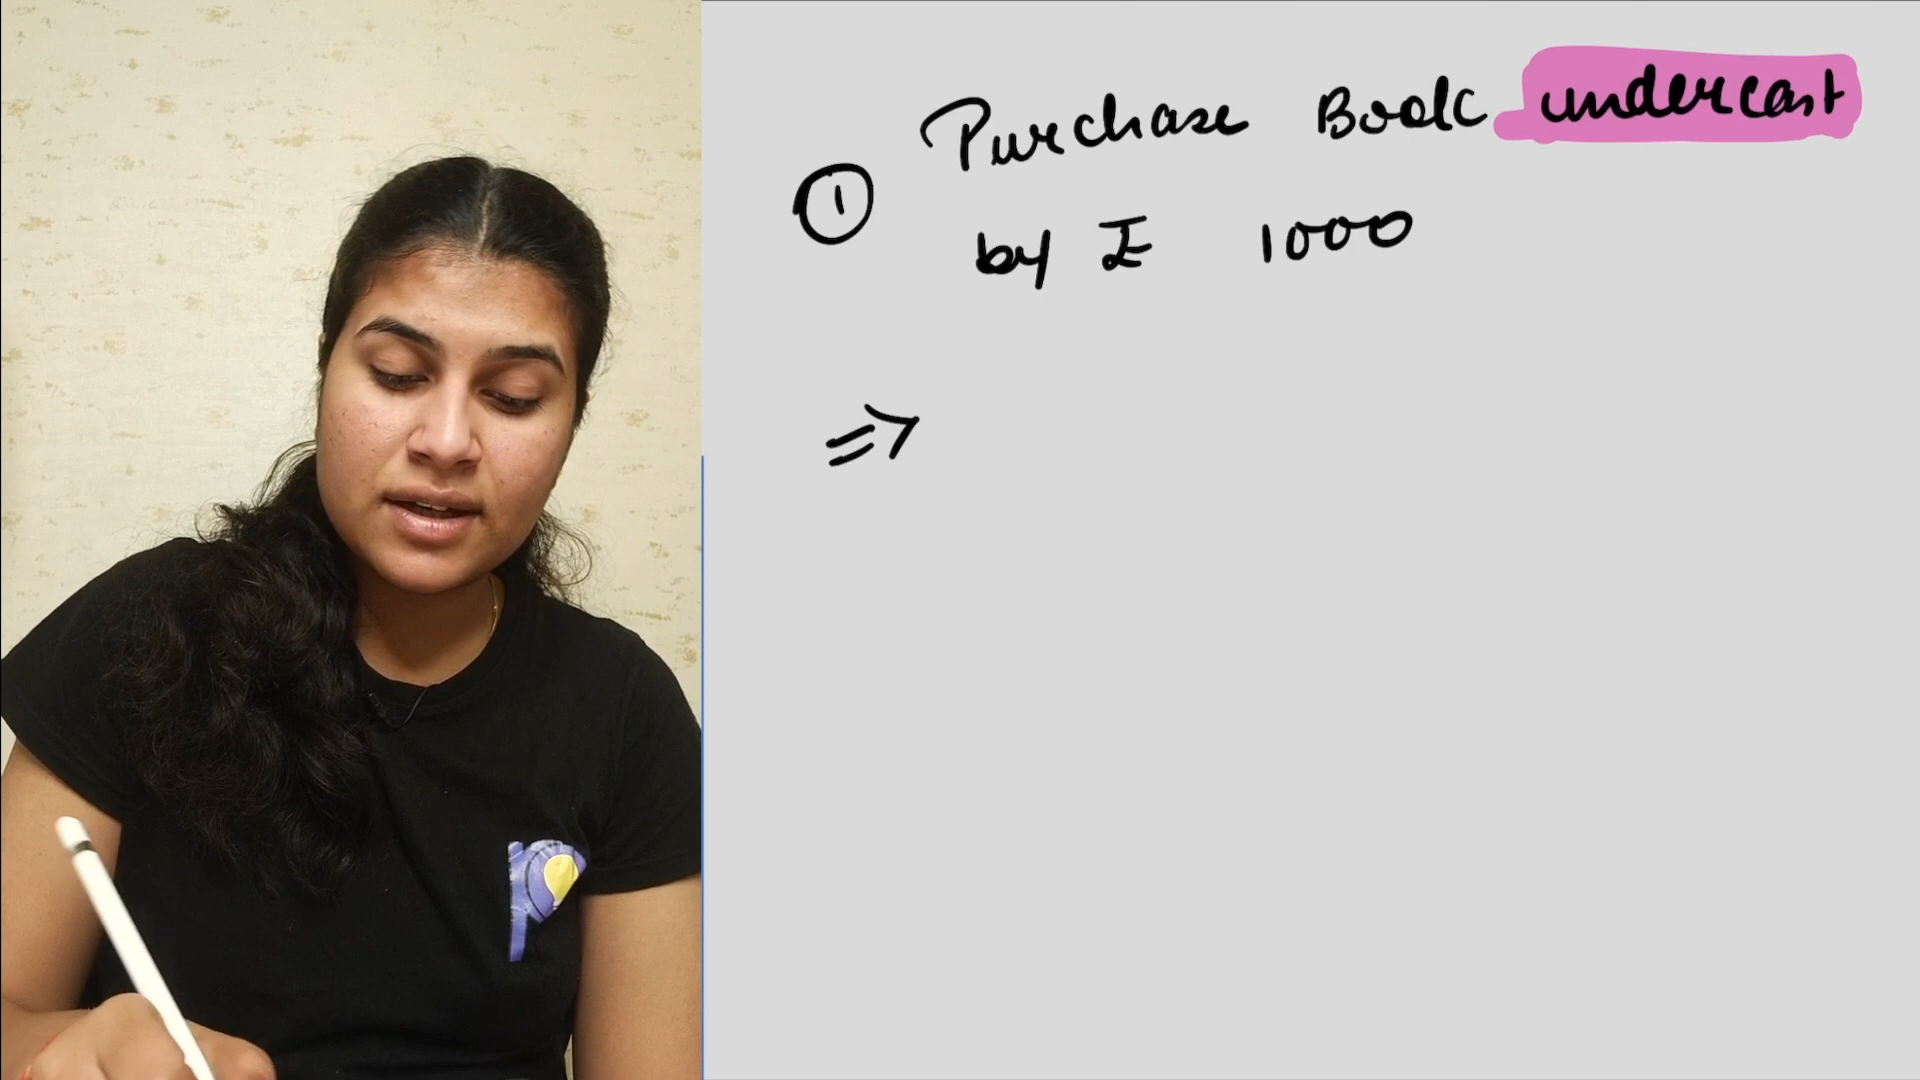 ① Purchase Book undercast
by ₹ 1000
⇒